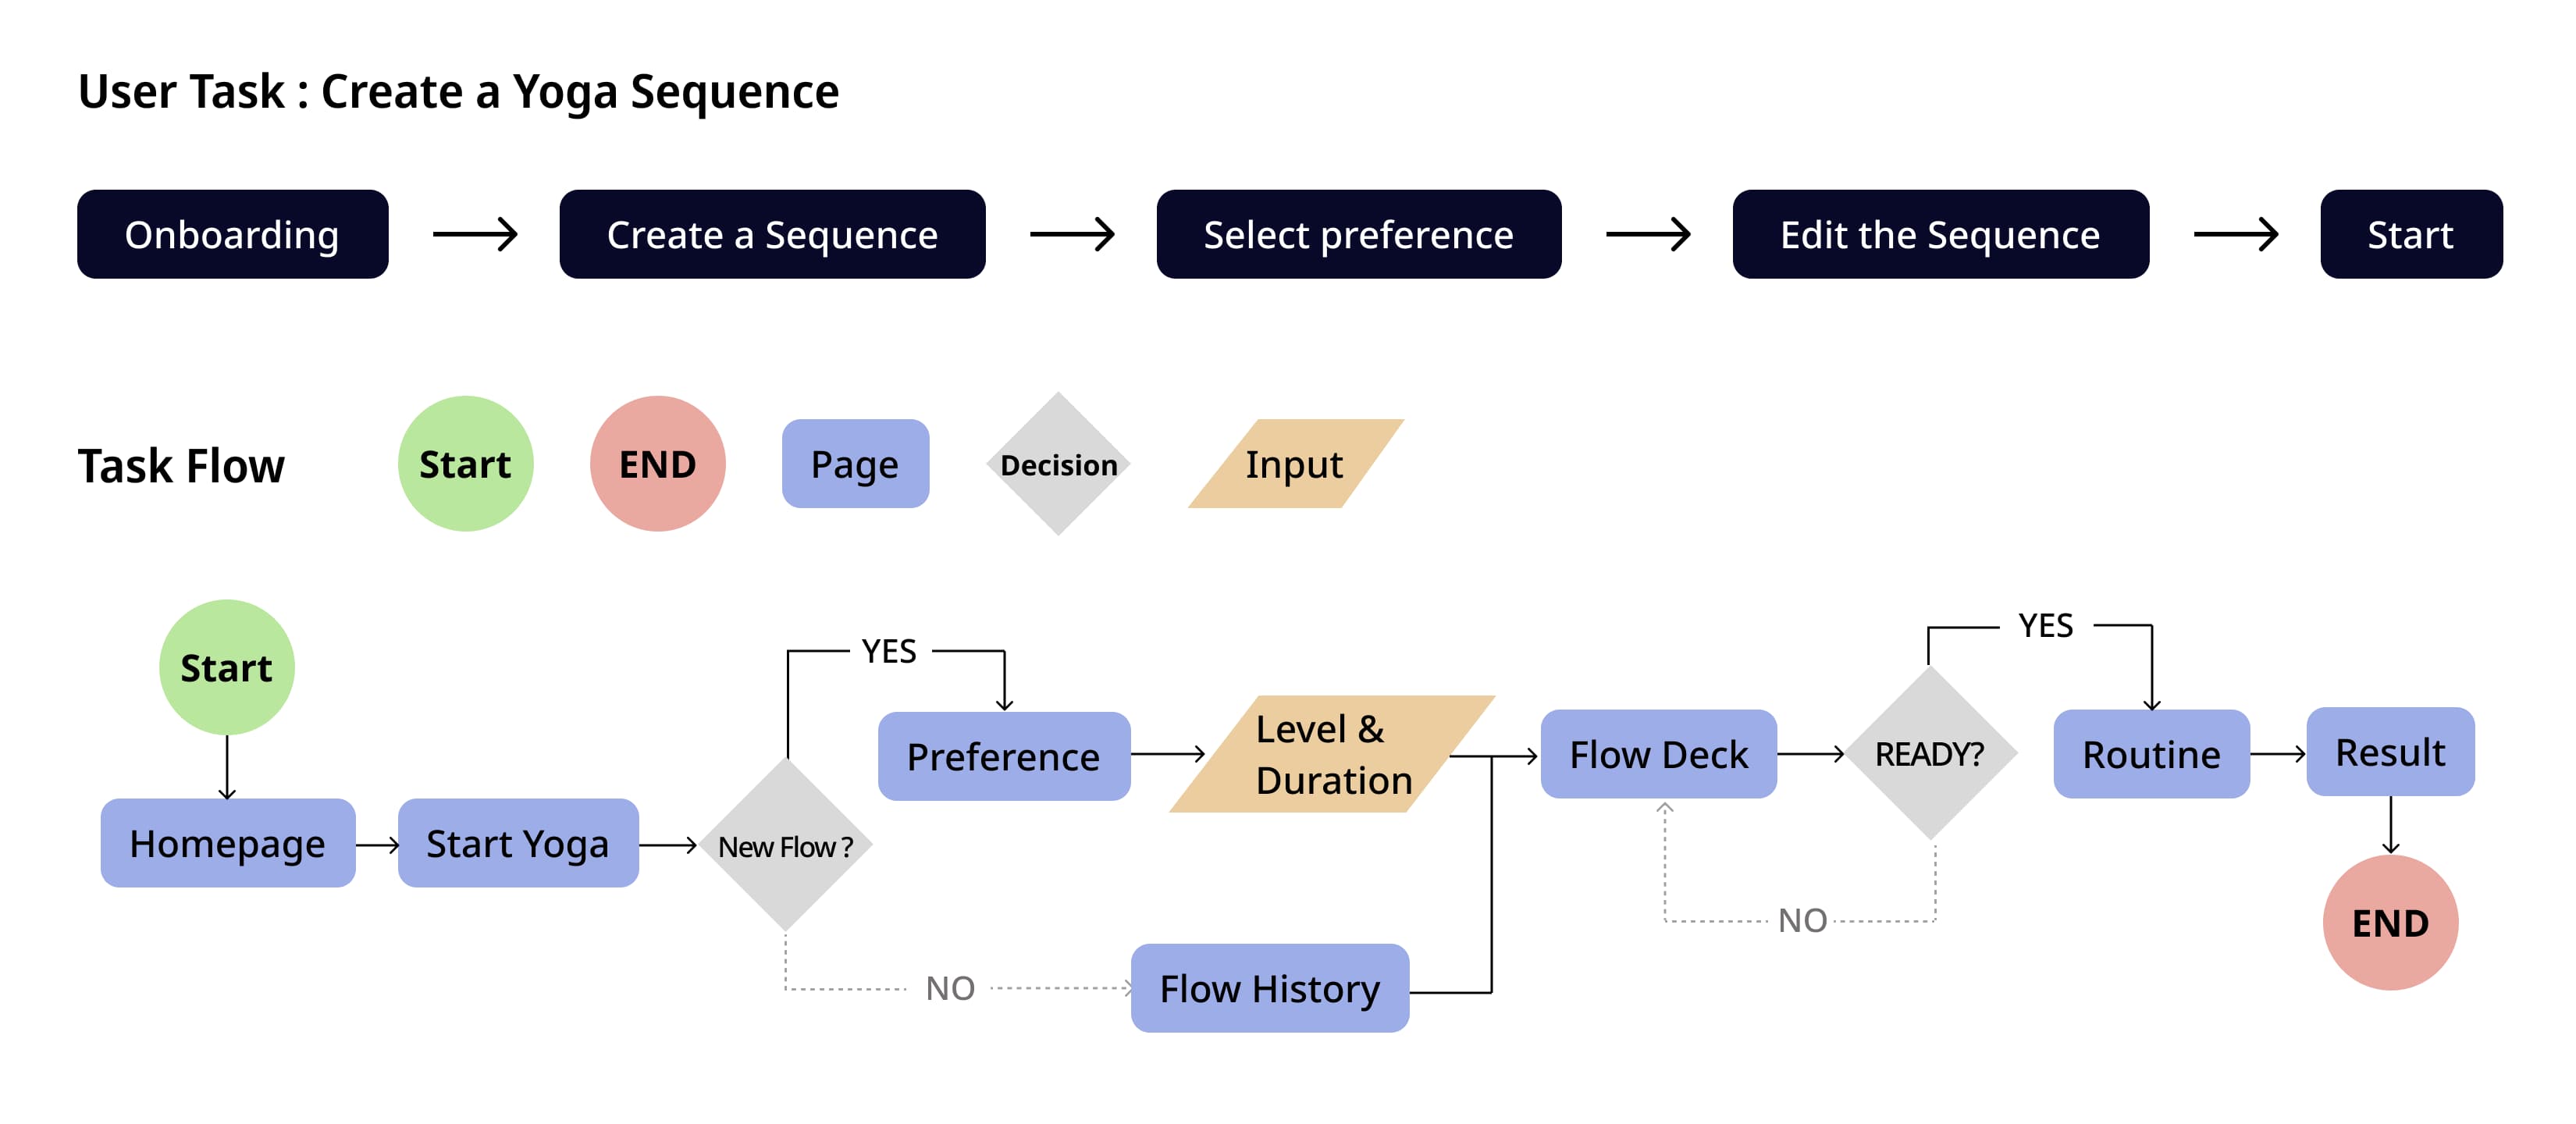 User Task : Create a Yoga Sequence
Onboarding
Create a Sequence
Select preference
Edit the Sequence
Start
Task Flow
Start
END
Page
Decision
Input
Start
Homepage
Start Yoga
New Flow ?
YES
Preference
Level &
Duration
NO
Flow History
Flow Deck
READY?
YES
NO
Routine
Result
END